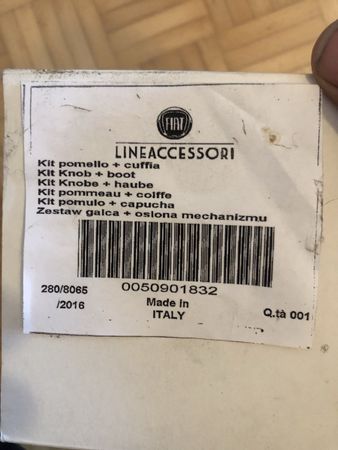 FIAT
LINEACCESSORI
Kit pomello + cuffia
Kit Knob + boot
Kit Knobe + haube
Kit pommeau + coiffe
Kit pomulo + capucha
Zestaw galca + oslona mechanizmu
0050901832
280/8065
/2016
Made in
ITALY
Q.tà 001